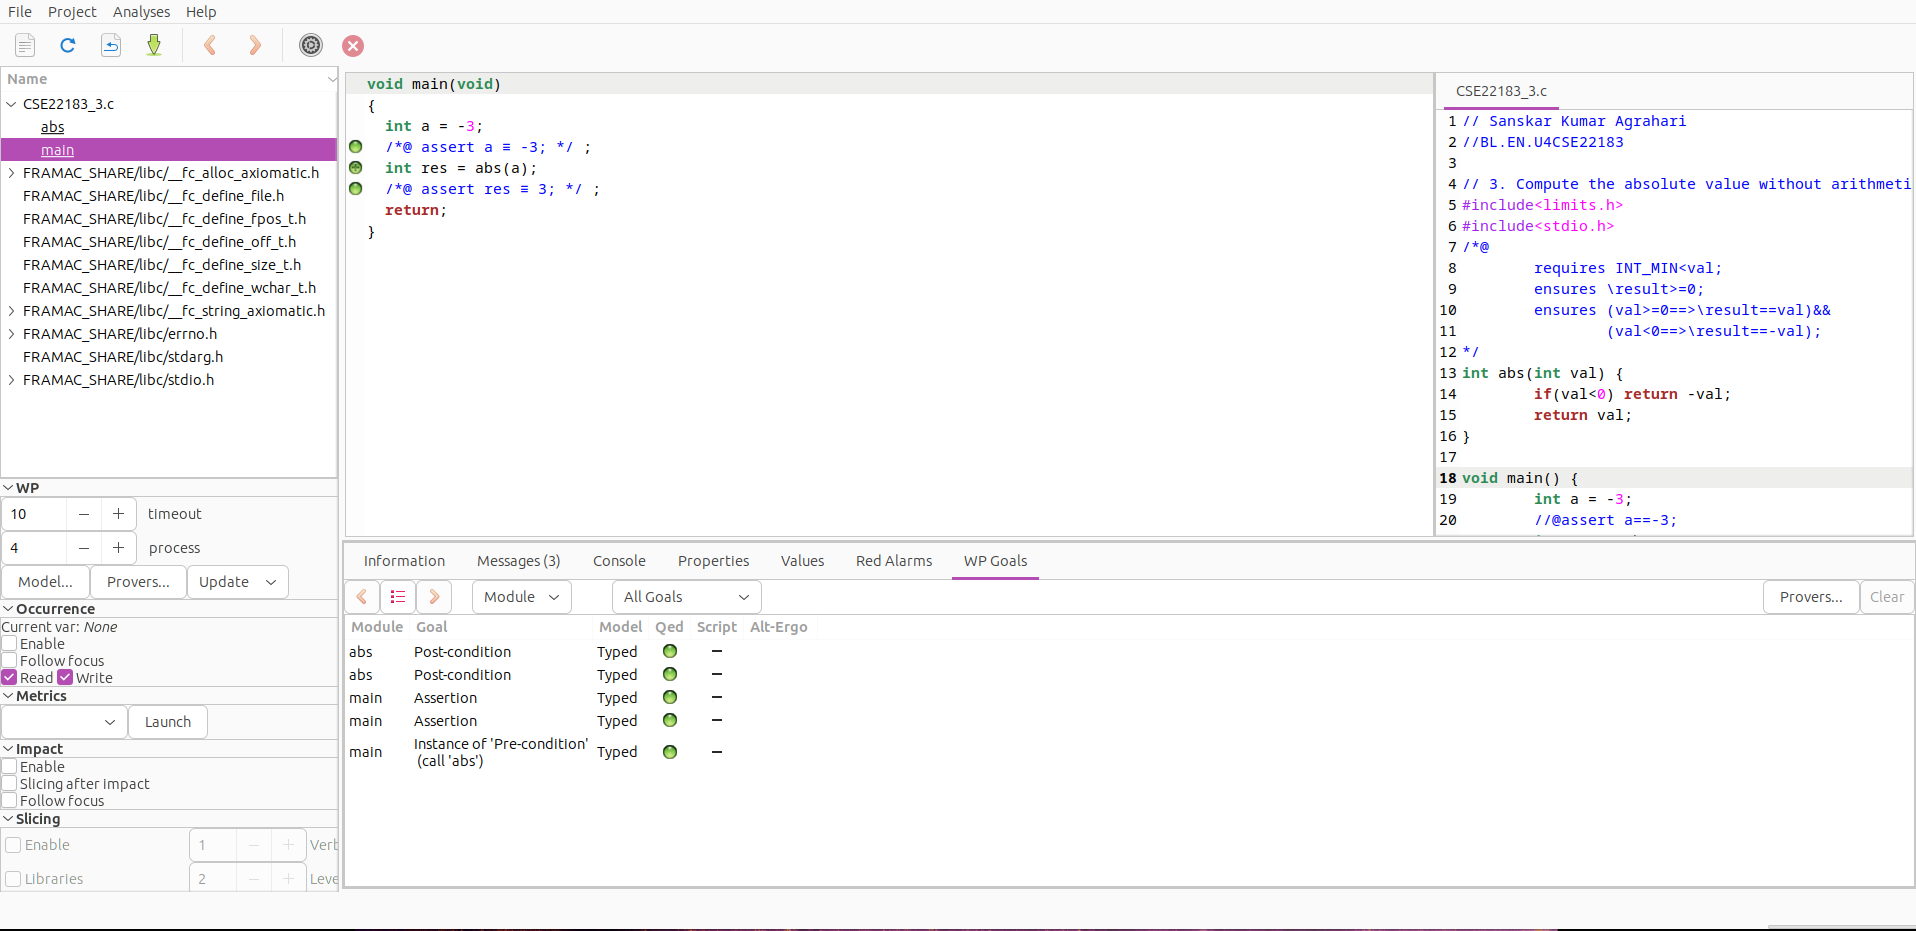 File Project Analyses Help
Name
CSE22183_3.c
abs
main
FRAMAC_SHARE/libc/__fc_alloc_axiomatic.h
FRAMAC_SHARE/libc/__fc_define_file.h
FRAMAC_SHARE/libc/__fc_define_fpos_t.h
FRAMAC_SHARE/libc/__fc_define_off_t.h
FRAMAC_SHARE/libc/__fc_define_size_t.h
FRAMAC_SHARE/libc/__fc_define_wchar_t.h
FRAMAC_SHARE/libc/__fc_string_axiomatic.h
FRAMAC_SHARE/libc/errno.h
FRAMAC_SHARE/libc/stdarg.h
FRAMAC_SHARE/libc/stdio.h
WP
10 − + timeout
4 − + process
Model... Provers... Update
Occurrence
Current var: None
Enable
Follow focus
Read Write
Metrics
Launch
Impact
Enable
Slicing after impact
Follow focus
Slicing
Enable 1 − + Verb
Libraries 2 − + Leve
void main(void)
{
int a = -3;
/*@ assert a ≡ -3; */ ;
int res = abs(a);
/*@ assert res ≡ 3; */ ;
return;
}
CSE22183_3.c
1 // Sanskar Kumar Agrahari
2 //BL.EN.U4CSE22183
3
4 // 3. Compute the absolute value without arithmeti
5 #include<limits.h>
6 #include<stdio.h>
7 /*@
8 requires INT_MIN<val;
9 ensures \result>=0;
10 ensures (val>=0==>\result==val)&&
11 (val<0==>\result==-val);
12 */
13 int abs(int val) {
14 if(val<0) return -val;
15 return val;
16 }
17
18 void main() {
19 int a = -3;
20 //@assert a==-3;
Information Messages (3) Console Properties Values Red Alarms WP Goals
Module All Goals Provers... Clear
Module Goal Model Qed Script Alt-Ergo
abs Post-condition Typed −
abs Post-condition Typed −
main Assertion Typed −
main Assertion Typed −
main Instance of 'Pre-condition' Typed −
(call 'abs')